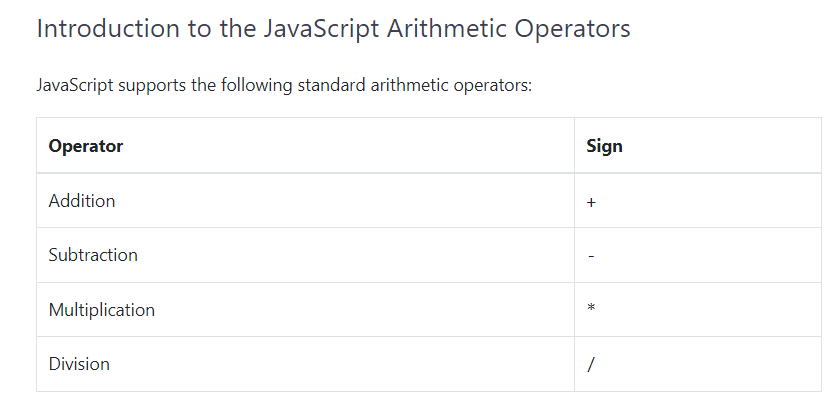 Introduction to the JavaScript Arithmetic Operators
JavaScript supports the following standard arithmetic operators:
Operator Sign
Addition +
Subtraction -
Multiplication *
Division /